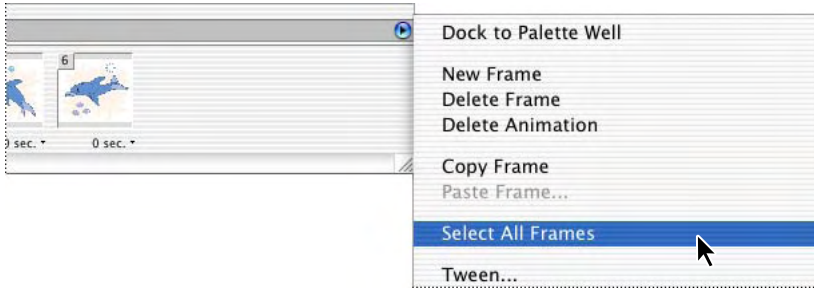 Dock to Palette Well
New Frame
Delete Frame
Delete Animation
Copy Frame
Paste Frame...
Select All Frames
Tween...
6
sec.
0 sec.